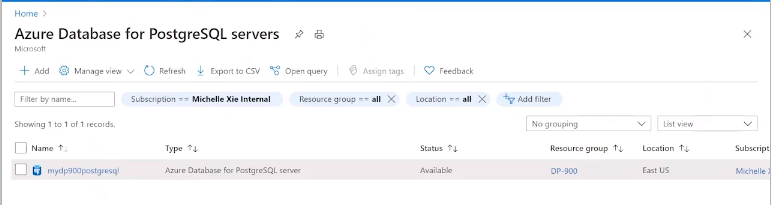 Home >
Azure Database for PostgreSQL servers
Microsoft
+ Add Manage view Refresh Export to CSV Open query Assign tags Feedback
Filter by name... Subscription == Michelle Xie Internal Resource group == all Location == all Add filter
Showing 1 to 1 of 1 records.
No grouping List view
Name Type Status Resource group Location Subscript
mydp900postgresql Azure Database for PostgreSQL server Available DP-900 East US Michelle X